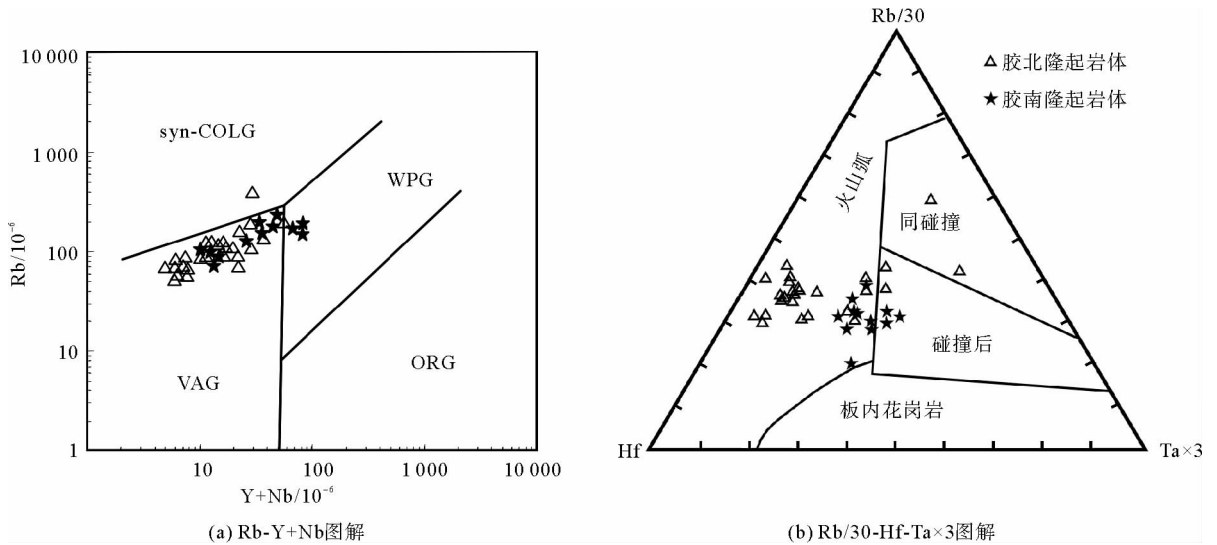 10 000
1 000
100
10
1
Rb/10⁻⁶
syn-COLG
WPG
VAG
ORG
10
100
1 000
10 000
Y+Nb/10⁻⁶
(a) Rb-Y+Nb图解
Rb/30
△ 胶北隆起岩体
★ 胶南隆起岩体
火山弧
同碰撞
碰撞后
板内花岗岩
Hf
Ta×3
(b) Rb/30-Hf-Ta×3图解